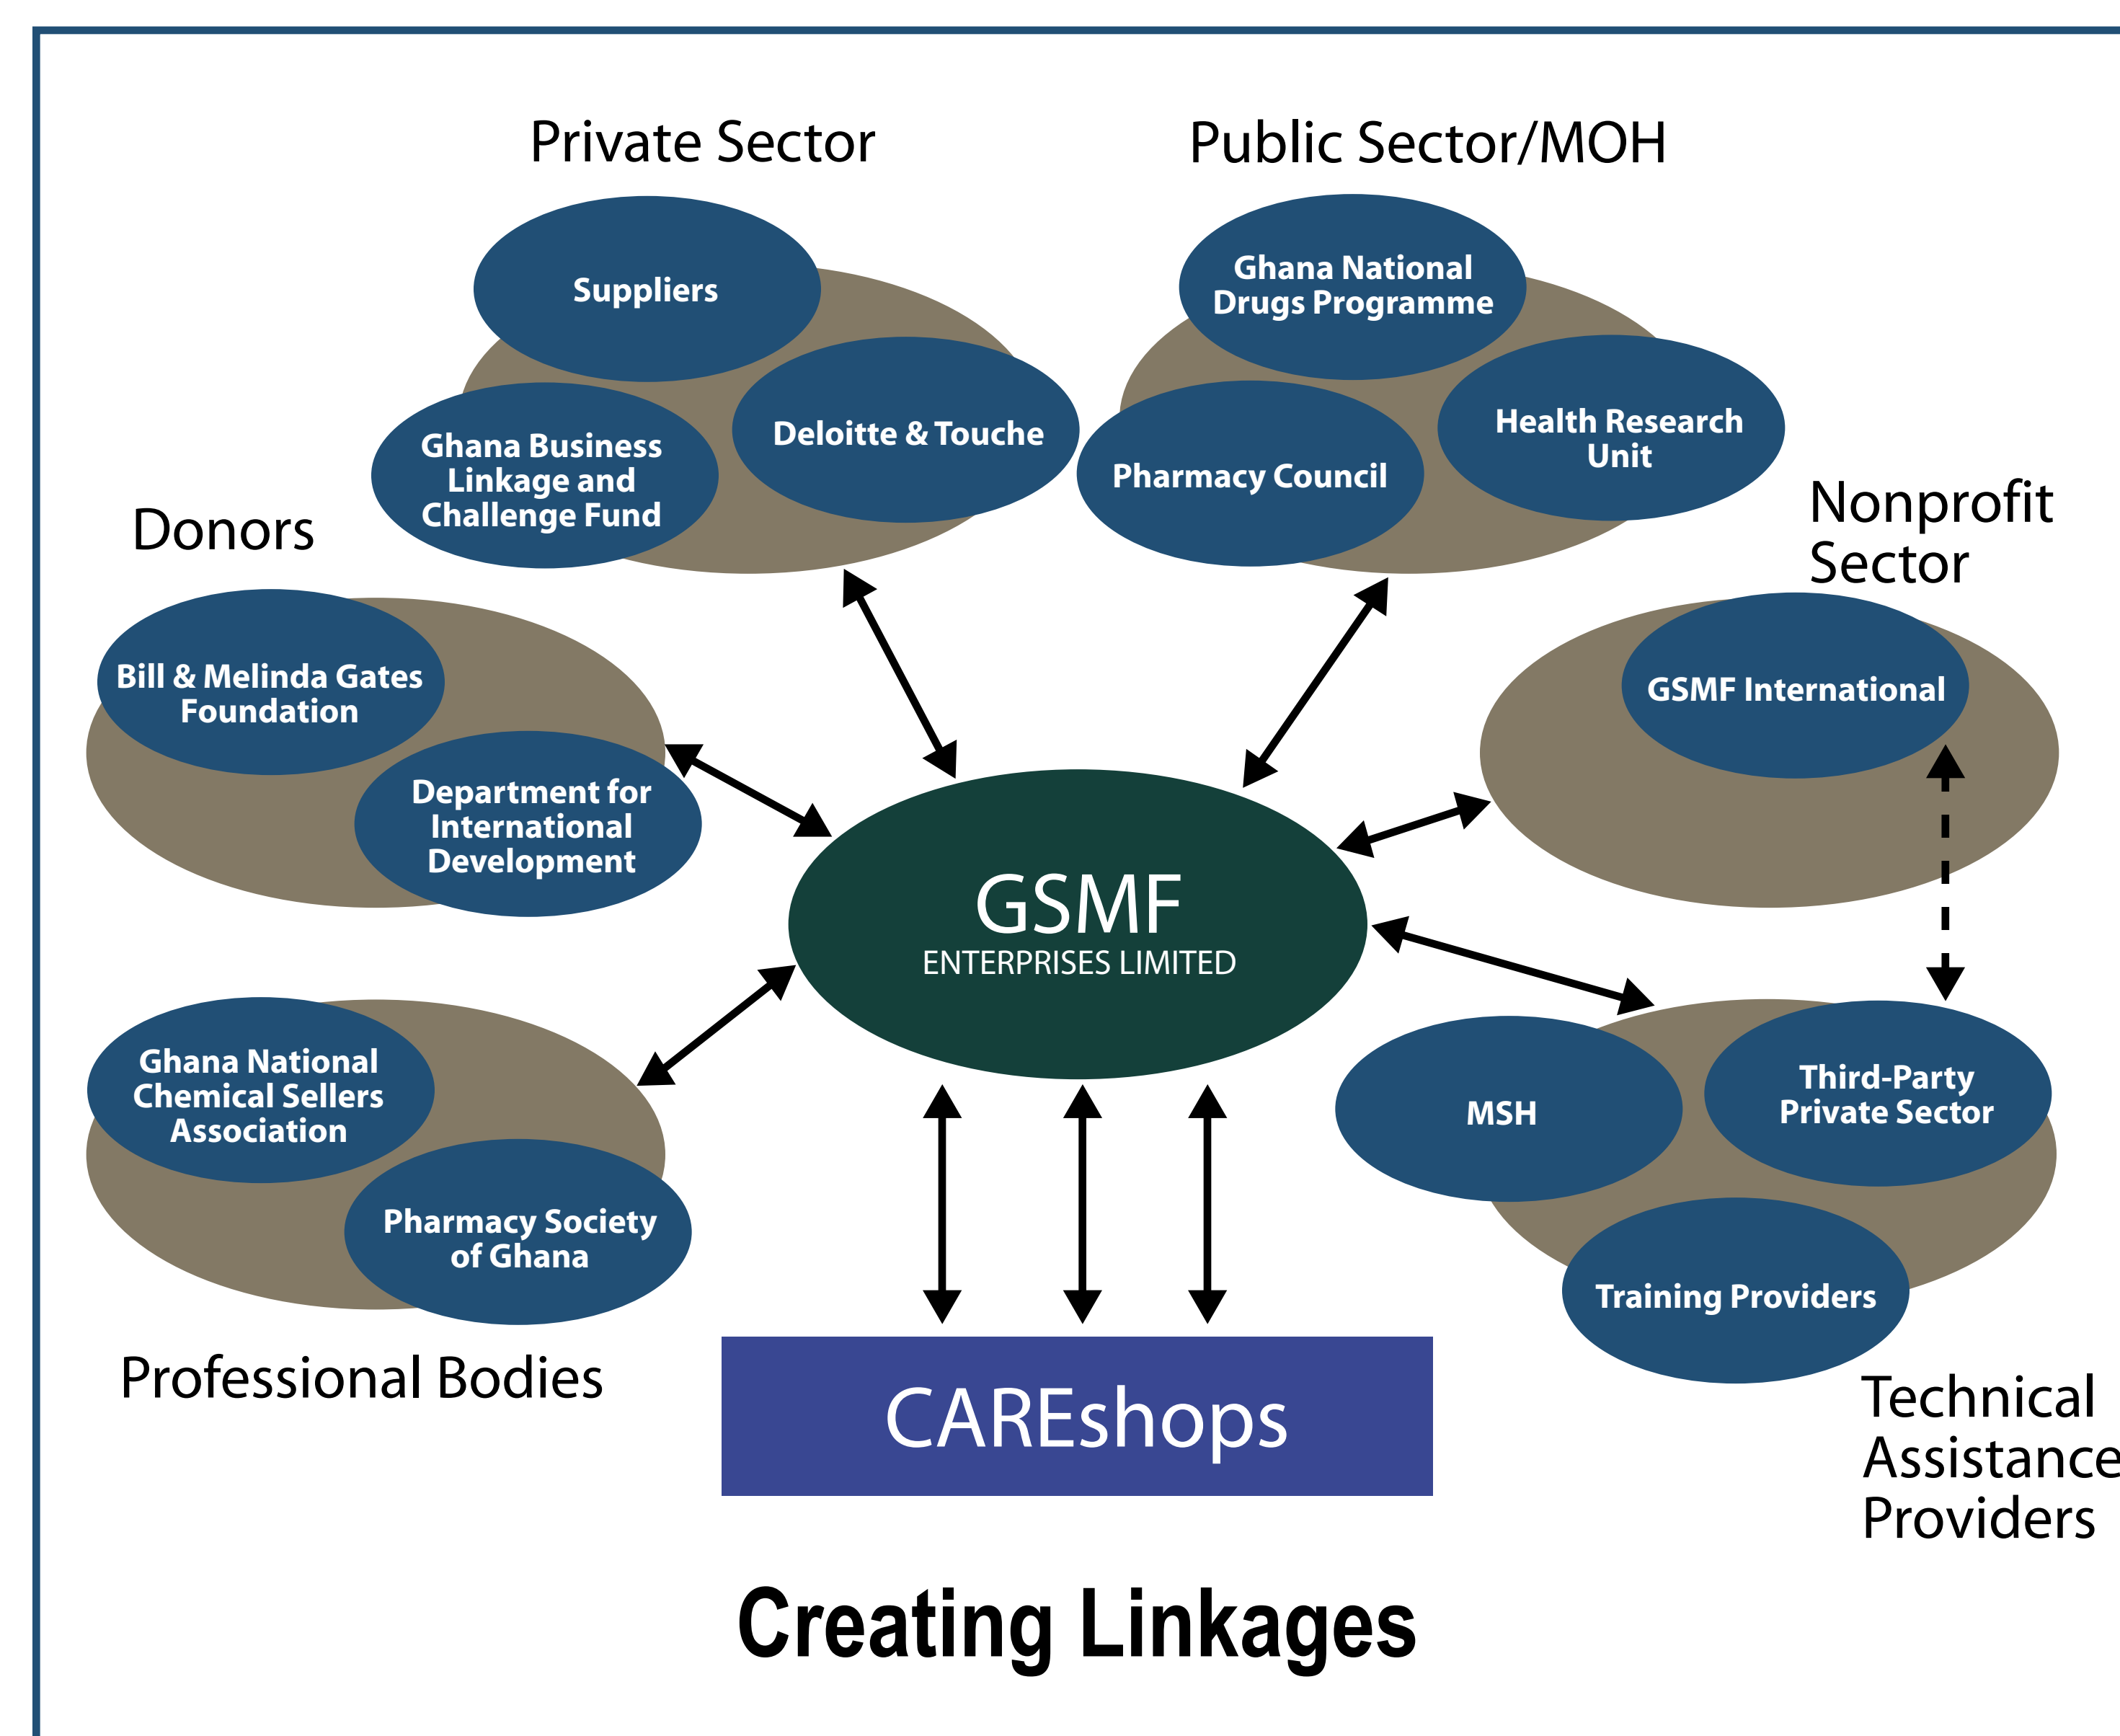 Private Sector
Public Sector/MOH
Suppliers
Ghana Business
Linkage and
Challenge Fund
Deloitte & Touche
Ghana National
Drugs Programme
Pharmacy Council
Health Research
Unit
Donors
Bill & Melinda Gates
Foundation
Department for
International
Development
Nonprofit
Sector
GSMF International
GSMF
ENTERPRISES LIMITED
Ghana National
Chemical Sellers
Association
Pharmacy Society
of Ghana
Professional Bodies
MSH
Third-Party
Private Sector
Training Providers
Technical
Assistance
Providers
CAREshops
Creating Linkages